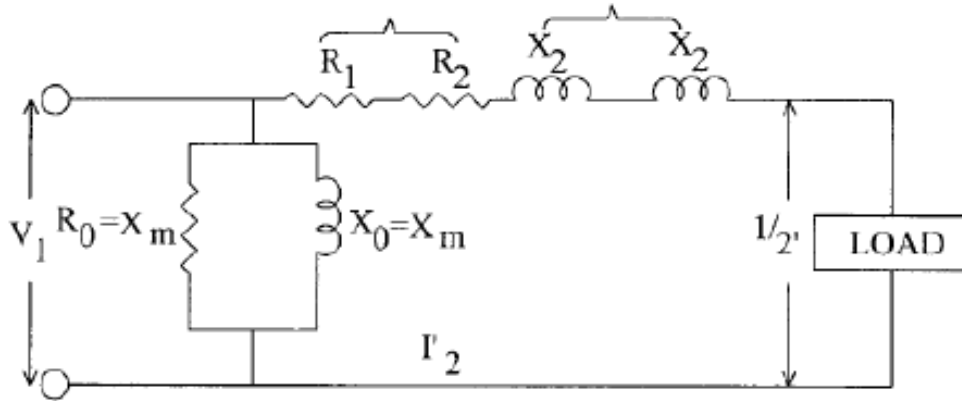 R₁ R₂ X₂ X₂
V₁ R₀=Xₘ X₀=Xₘ 1/₂' LOAD
I'₂